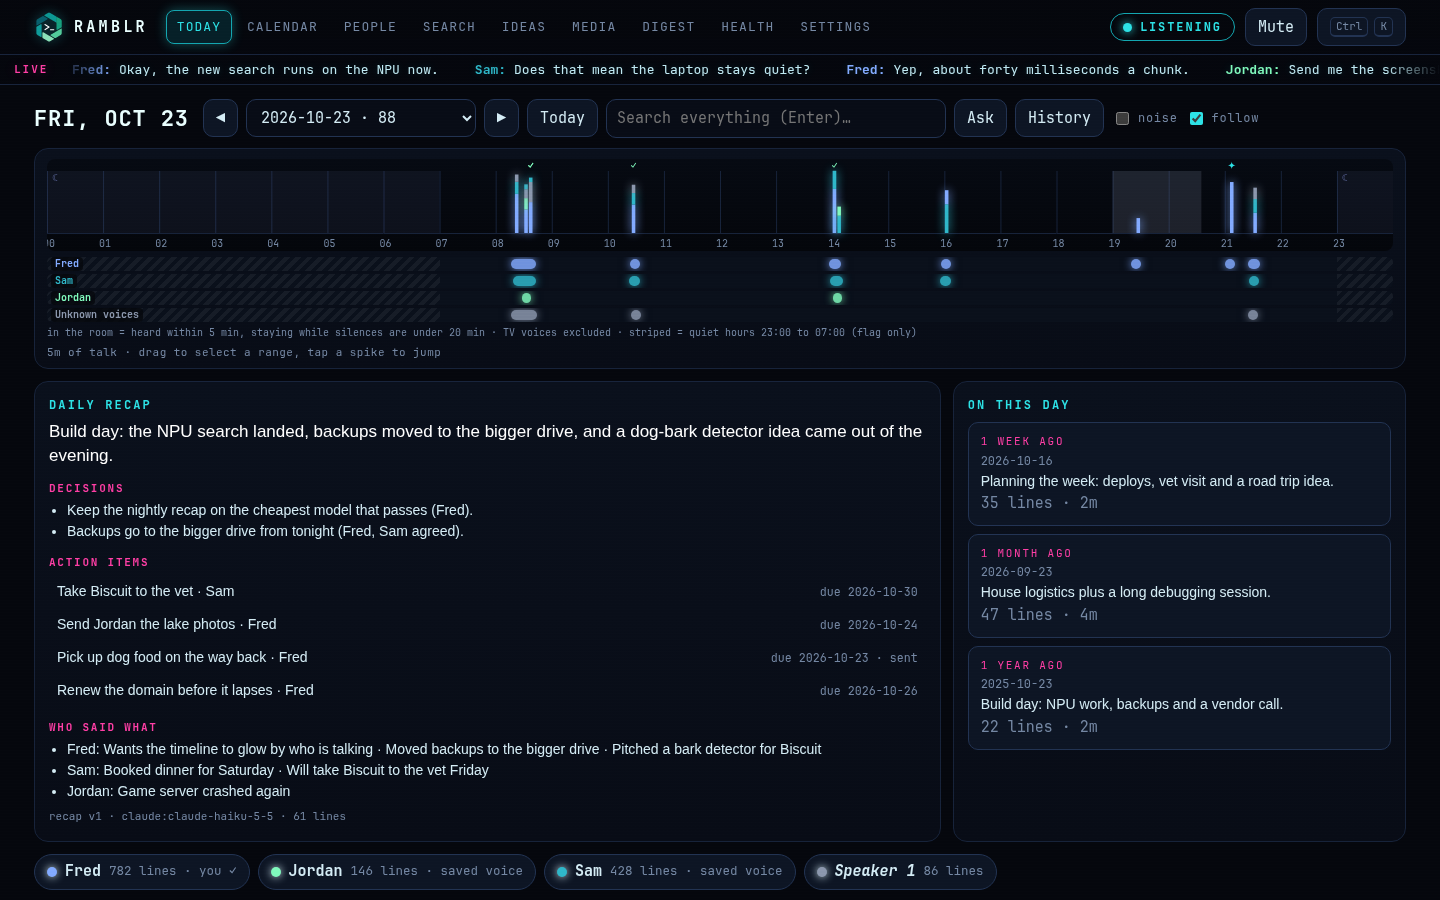 RAMBLR TODAY CALENDAR PEOPLE SEARCH IDEAS MEDIA DIGEST HEALTH SETTINGS LISTENING Mute Ctrl K
LIVE Fred: Okay, the new search runs on the NPU now. Sam: Does that mean the laptop stays quiet? Fred: Yep, about forty milliseconds a chunk. Jordan: Send me the screens
FRI, OCT 23 ◀ 2026-10-23 · 88 ▶ Today Search everything (Enter)… Ask History noise follow
00 01 02 03 04 05 06 07 08 09 10 11 12 13 14 15 16 17 18 19 20 21 22 23
Fred
Sam
Jordan
Unknown voices
in the room = heard within 5 min, staying while silences are under 20 min · TV voices excluded · striped = quiet hours 23:00 to 07:00 (flag only)
5m of talk · drag to select a range, tap a spike to jump
DAILY RECAP
Build day: the NPU search landed, backups moved to the bigger drive, and a dog-bark detector idea came out of the
evening.
DECISIONS
• Keep the nightly recap on the cheapest model that passes (Fred).
• Backups go to the bigger drive from tonight (Fred, Sam agreed).
ACTION ITEMS
Take Biscuit to the vet · Sam due 2026-10-30
Send Jordan the lake photos · Fred due 2026-10-24
Pick up dog food on the way back · Fred due 2026-10-23 · sent
Renew the domain before it lapses · Fred due 2026-10-26
WHO SAID WHAT
• Fred: Wants the timeline to glow by who is talking · Moved backups to the bigger drive · Pitched a bark detector for Biscuit
• Sam: Booked dinner for Saturday · Will take Biscuit to the vet Friday
• Jordan: Game server crashed again
recap v1 · claude:claude-haiku-5-5 · 61 lines
ON THIS DAY
1 WEEK AGO
2026-10-16
Planning the week: deploys, vet visit and a road trip idea.
35 lines · 2m
1 MONTH AGO
2026-09-23
House logistics plus a long debugging session.
47 lines · 4m
1 YEAR AGO
2025-10-23
Build day: NPU work, backups and a vendor call.
22 lines · 2m
Fred 782 lines · you ✓ Jordan 146 lines · saved voice Sam 428 lines · saved voice Speaker 1 86 lines